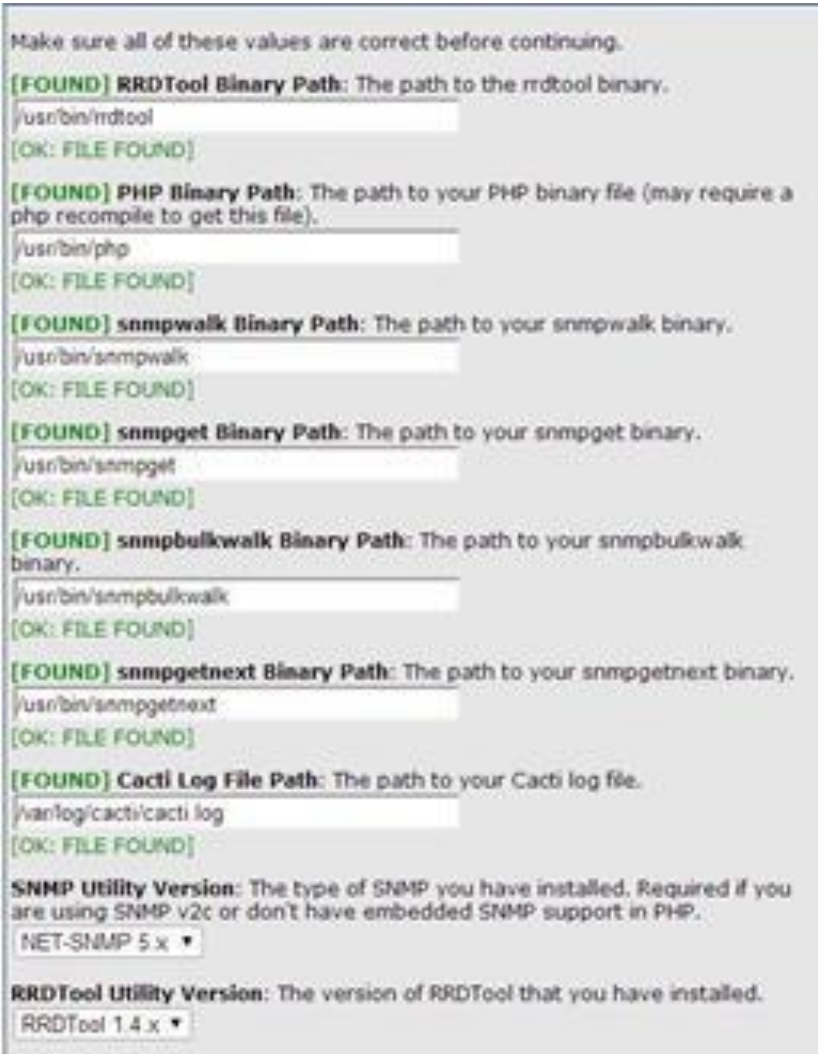 Make sure all of these values are correct before continuing.
[FOUND] RRDTool Binary Path: The path to the rrdtool binary.
/usr/bin/rrdtool
[OK: FILE FOUND]
[FOUND] PHP Binary Path: The path to your PHP binary file (may require a
php recompile to get this file).
/usr/bin/php
[OK: FILE FOUND]
[FOUND] snmpwalk Binary Path: The path to your snmpwalk binary.
/usr/bin/snmpwalk
[OK: FILE FOUND]
[FOUND] snmpget Binary Path: The path to your snmpget binary.
/usr/bin/snmpget
[OK: FILE FOUND]
[FOUND] snmpbulkwalk Binary Path: The path to your snmpbulkwalk
binary.
/usr/bin/snmpbulkwalk
[OK: FILE FOUND]
[FOUND] snmpgetnext Binary Path: The path to your snmpgetnext binary.
/usr/bin/snmpgetnext
[OK: FILE FOUND]
[FOUND] Cacti Log File Path: The path to your Cacti log file.
/var/log/cacti/cacti.log
[OK: FILE FOUND]
SNMP Utility Version: The type of SNMP you have installed. Required if you
are using SNMP v2c or don't have embedded SNMP support in PHP.
NET-SNMP 5.x
RRDTool Utility Version: The version of RRDTool that you have installed.
RRDTool 1.4.x